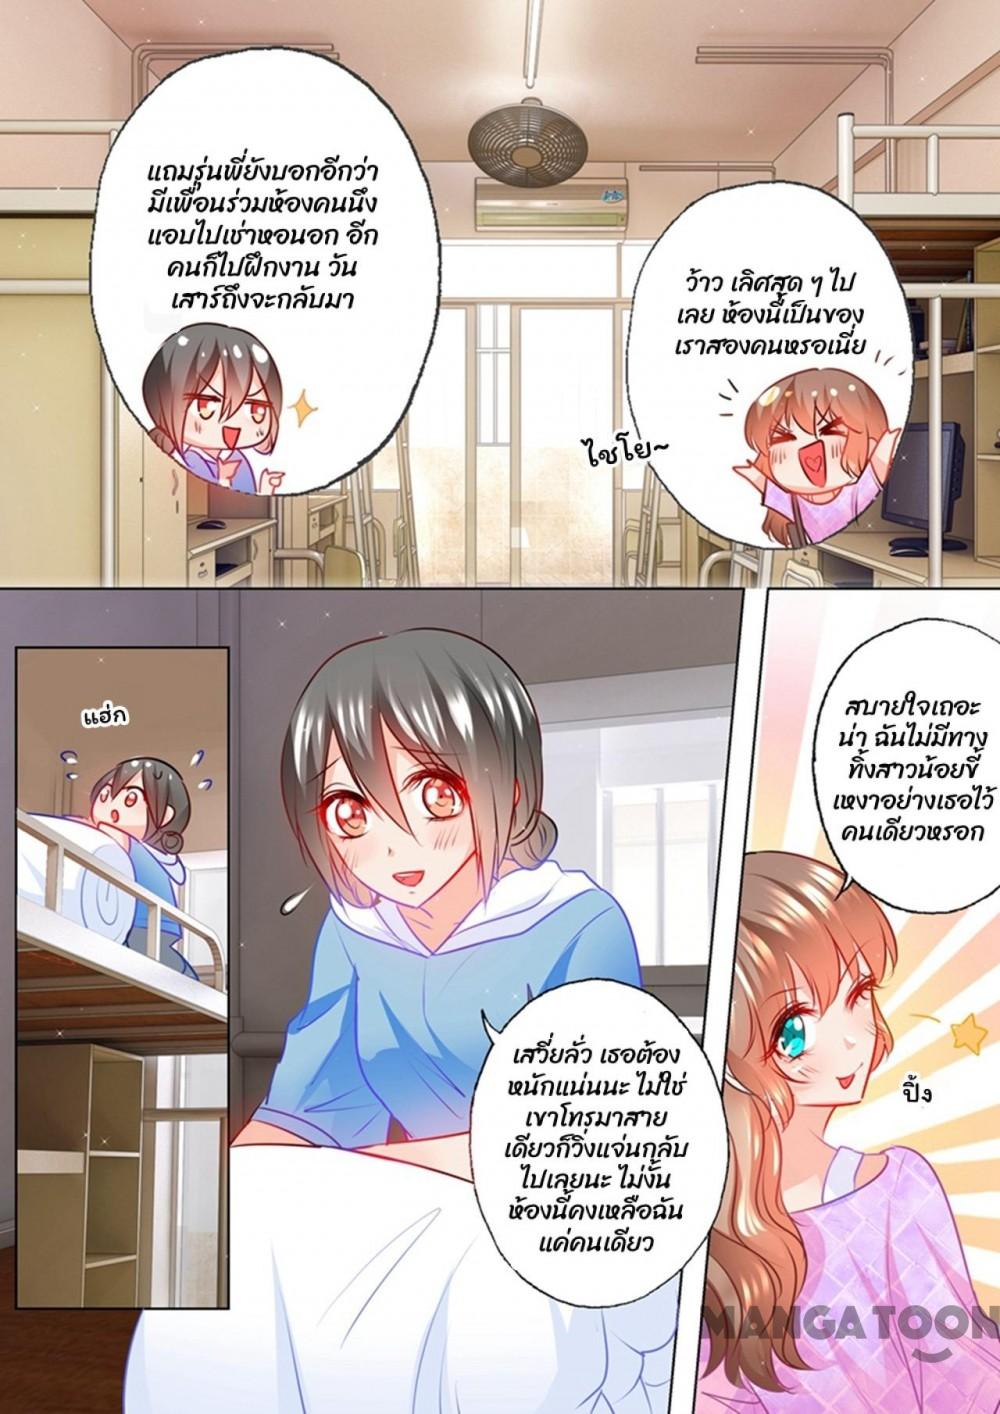 แถมรุ่นพี่ยังบอกอีกว่า
มีเพื่อนร่วมห้องคนนึง
แอบไปเช่าหอนอก อีก
คนก็ไปฝึกงาน วัน
เสาร์ถึงจะกลับมา
ว้าว เลิศสุด ๆ ไป
เลย ห้องนี้เป็นของ
เราสองคนหรอเนี่ย
ไชโย~
แฮ่ก
เสวี่ยลั่ว เธอต้อง
หนักแน่นนะ ไม่ใช่
เขาโทรมาสาย
เดียวก็วิ่งแจ่นกลับ
ไปเลยนะ ไม่งั้น
ห้องนี้คงเหลือฉัน
แค่คนเดียว
สบายใจเถอะ
น่า ฉันไม่มีทาง
ทิ้งสาวน้อยขี้
เหงาอย่างเธอไว้
คนเดียวหรอก
ปิ้ง
MANGATOON